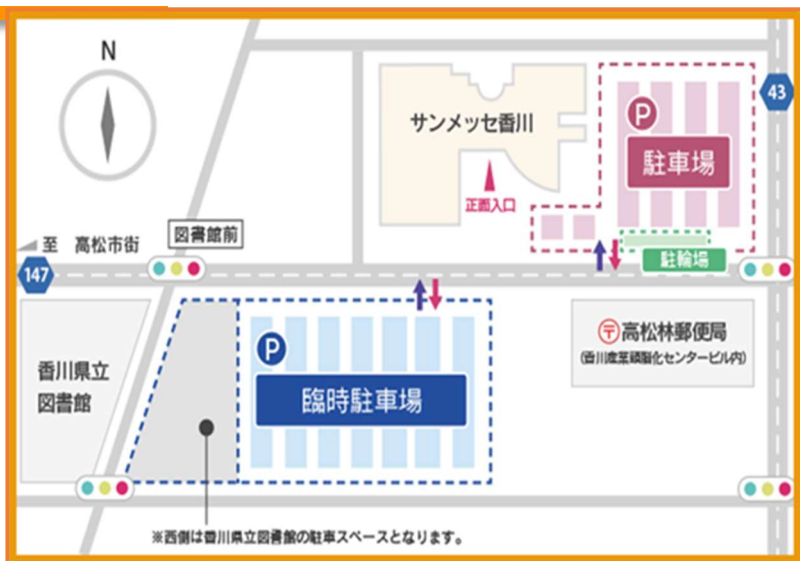 N
43
サンメッセ香川
P
駐車場
正面入口
図書館前
至 高松市街
駐輪場
147
香川県立
図書館
P
臨時駐車場
〒高松林郵便局
(香川産業頭脳化センタービル内)
※西側は香川県立図書館の駐車スペースとなります。